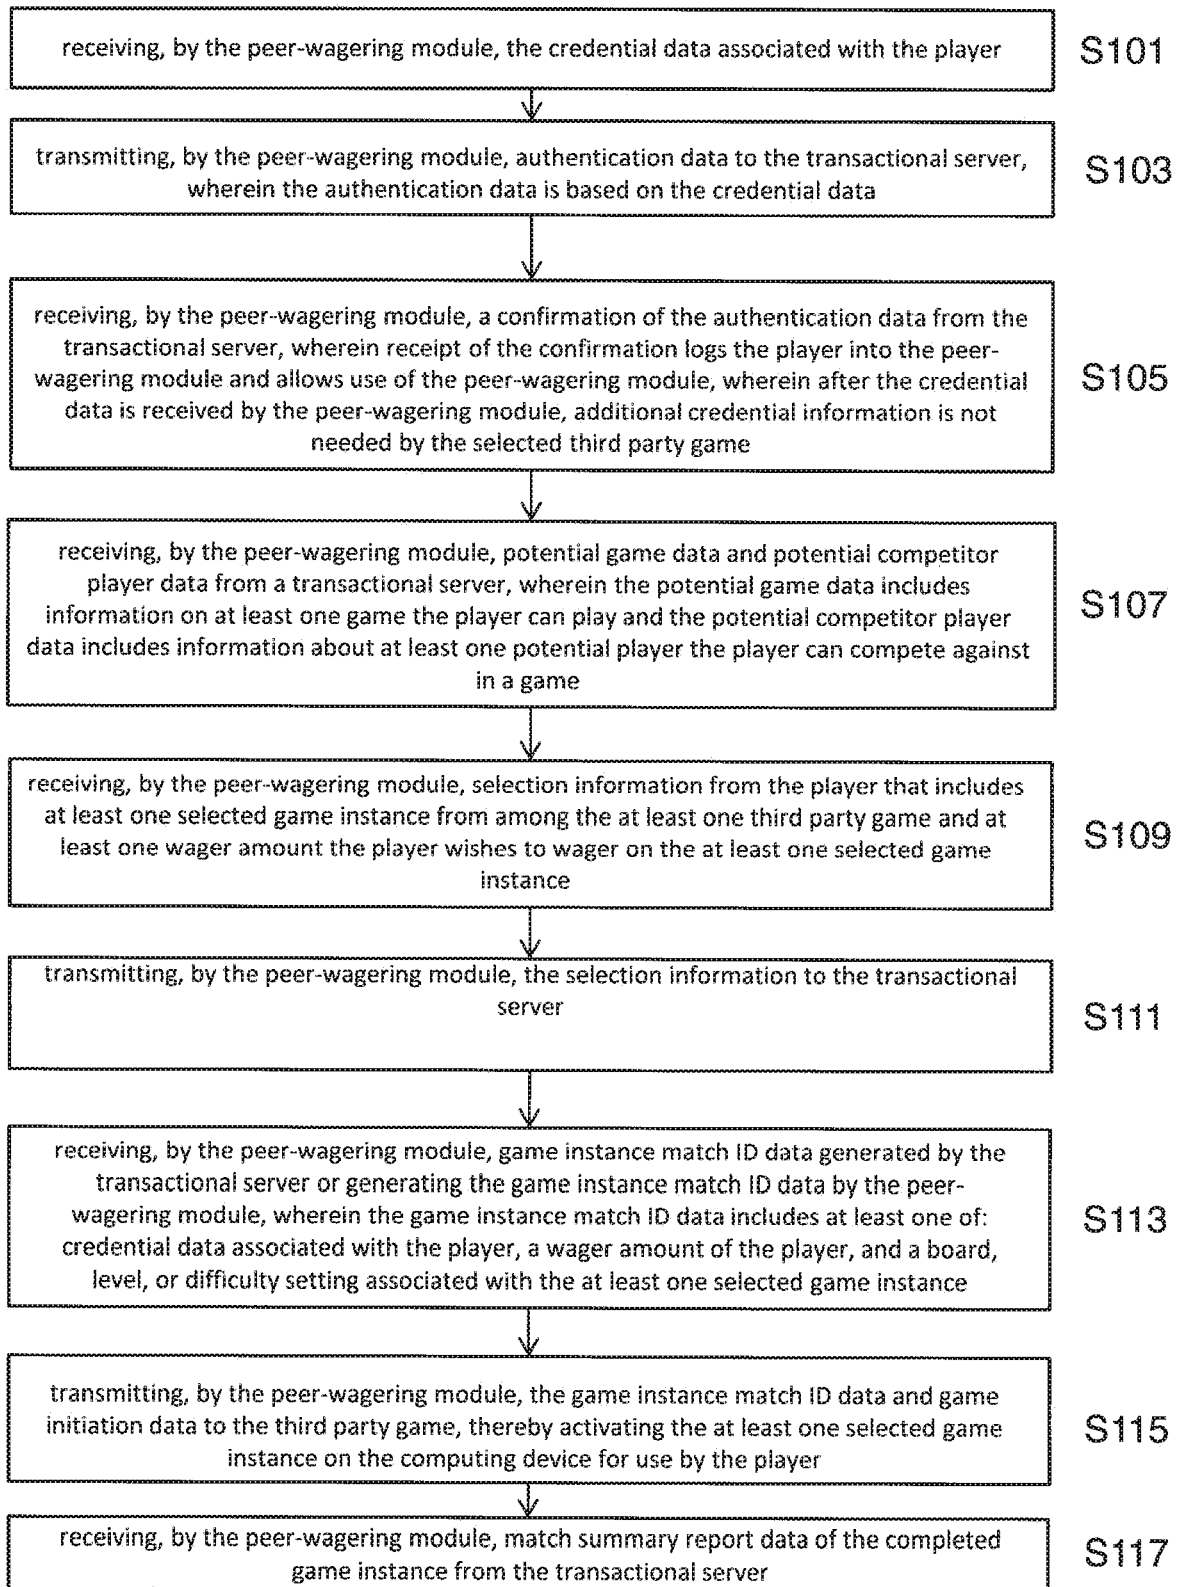 receiving, by the peer-wagering module, the credential data associated with the player
S101
transmitting, by the peer-wagering module, authentication data to the transactional server,
wherein the authentication data is based on the credential data
S103
receiving, by the peer-wagering module, a confirmation of the authentication data from the
transactional server, wherein receipt of the confirmation logs the player into the peer-
wagering module and allows use of the peer-wagering module, wherein after the credential
data is received by the peer-wagering module, additional credential information is not
needed by the selected third party game
S105
receiving, by the peer-wagering module, potential game data and potential competitor
player data from a transactional server, wherein the potential game data includes
information on at least one game the player can play and the potential competitor player
data includes information about at least one potential player the player can compete against
in a game
S107
receiving, by the peer-wagering module, selection information from the player that includes
at least one selected game instance from among the at least one third party game and at
least one wager amount the player wishes to wager on the at least one selected game
instance
S109
transmitting, by the peer-wagering module, the selection information to the transactional
server
S111
receiving, by the peer-wagering module, game instance match ID data generated by the
transactional server or generating the game instance match ID data by the peer-
wagering module, wherein the game instance match ID data includes at least one of:
credential data associated with the player, a wager amount of the player, and a board,
level, or difficulty setting associated with the at least one selected game instance
S113
transmitting, by the peer-wagering module, the game instance match ID data and game
initiation data to the third party game, thereby activating the at least one selected game
instance on the computing device for use by the player
S115
receiving, by the peer-wagering module, match summary report data of the completed
game instance from the transactional server
S117